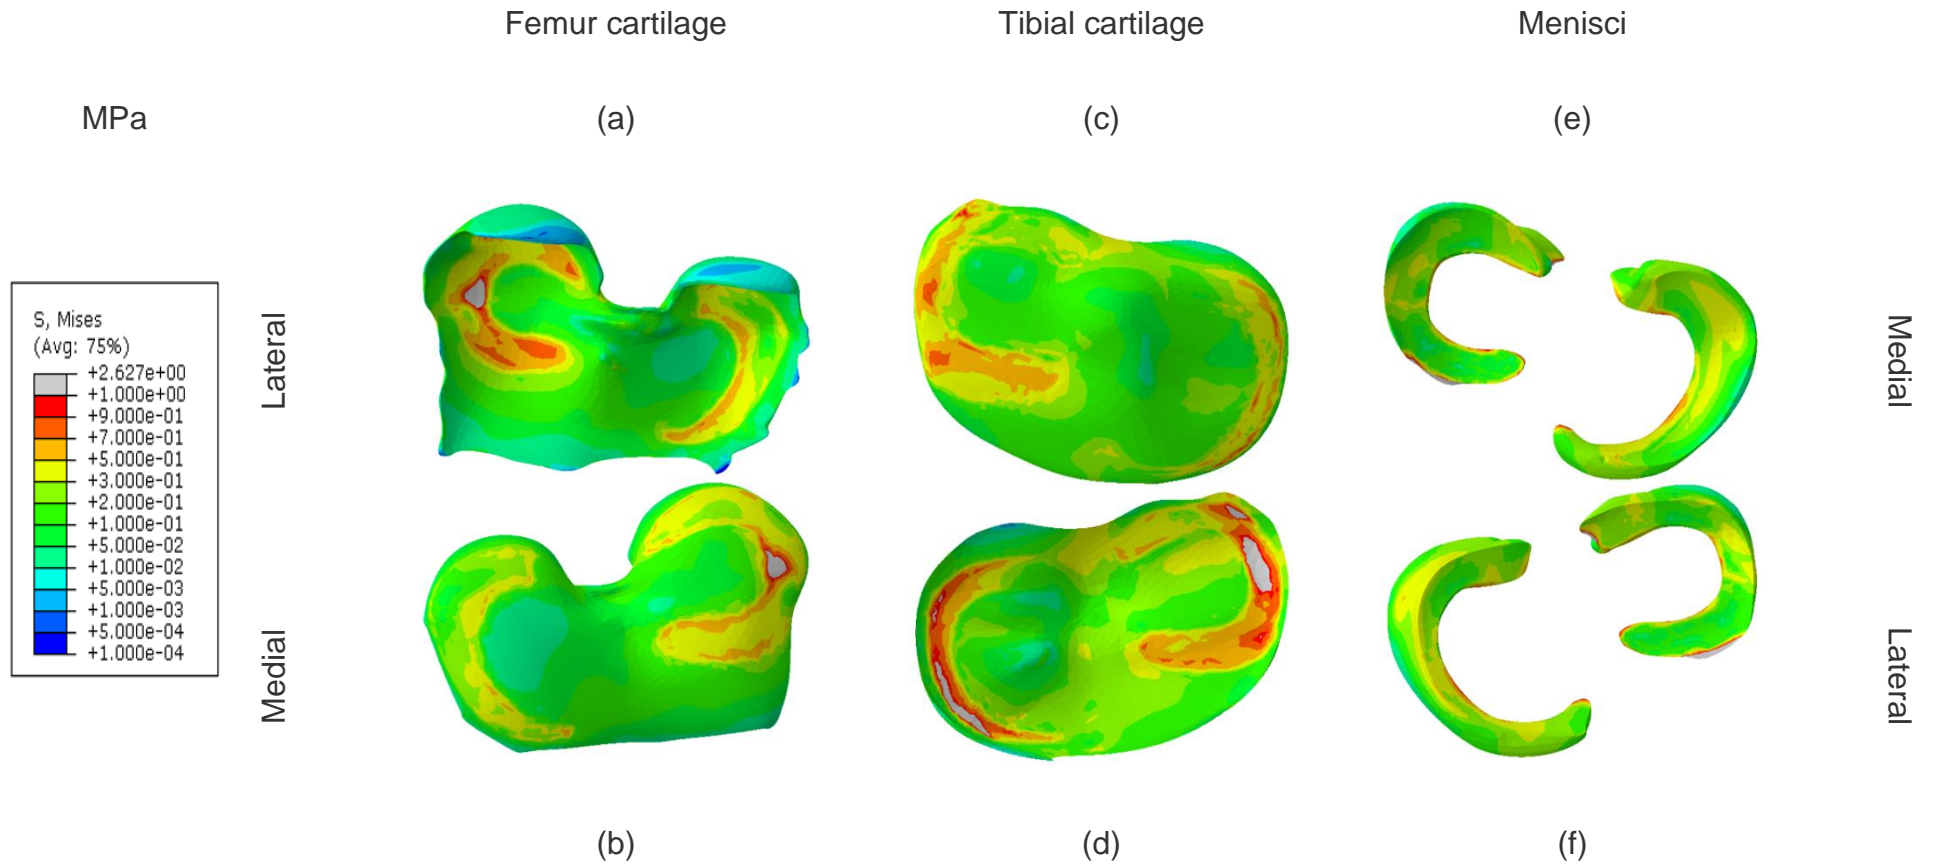 Femur cartilage
Tibial cartilage
Menisci
MPa
(a)
(c)
(e)
S, Mises
(Avg: 75%)
+2.627e+00
+1.000e+00
+9.000e-01
+7.000e-01
+5.000e-01
+3.000e-01
+2.000e-01
+1.000e-01
+5.000e-02
+1.000e-02
+5.000e-03
+1.000e-03
+5.000e-04
+1.000e-04
Lateral
Medial
Medial
Lateral
(b)
(d)
(f)